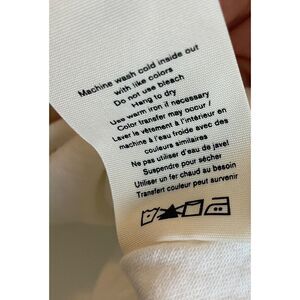 Machine wash cold inside out
with like colors
Do not use bleach
Hang to dry
Use warm iron if necessary
Color transfer may occur /
Laver le vêtement à l'intérieur en
machine à l'eau froide avec des
couleurs similaires
Ne pas utiliser d'eau de javel
Suspendre pour sécher
Utiliser un fer chaud au besoin
Transfert couleur peut survenir